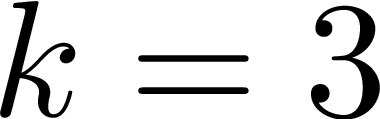 k = 3